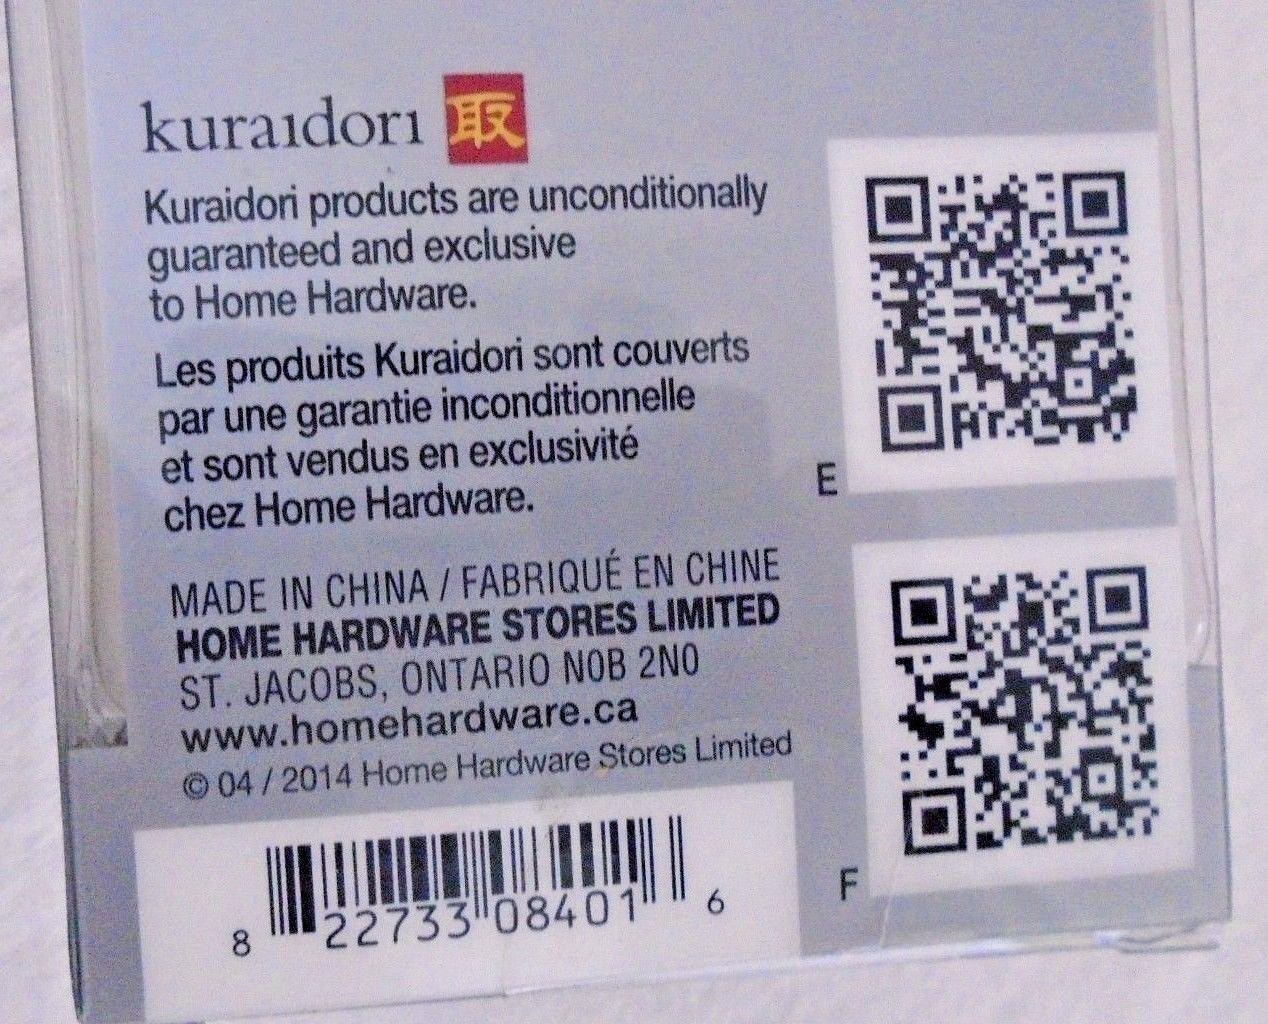 kuraidori 取
Kuraidori products are unconditionally
guaranteed and exclusive
to Home Hardware.
Les produits Kuraidori sont couverts
par une garantie inconditionnelle
et sont vendus en exclusivité
chez Home Hardware.
MADE IN CHINA / FABRIQUÉ EN CHINE
HOME HARDWARE STORES LIMITED
ST. JACOBS, ONTARIO N0B 2N0
www.homehardware.ca
© 04 / 2014 Home Hardware Stores Limited
8 22733 08401 6
E
F